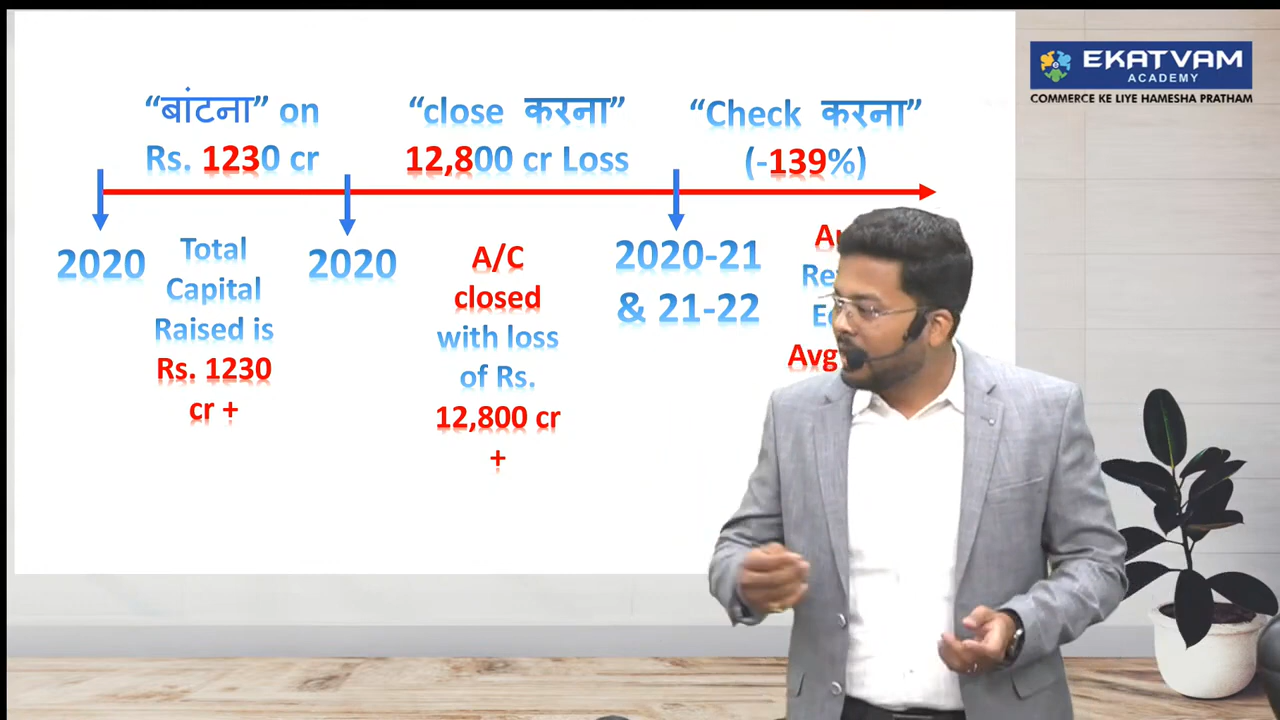 “बांटना” on
Rs. 1230 cr
“close करना”
12,800 cr Loss
“Check करना”
(-139%)
2020
Total
Capital
Raised is
Rs. 1230
cr +
2020
A/C
closed
with loss
of Rs.
12,800 cr
+
2020-21
& 21-22
Avg
EKATVAM
ACADEMY
COMMERCE KE LIYE HAMESHA PRATHAM